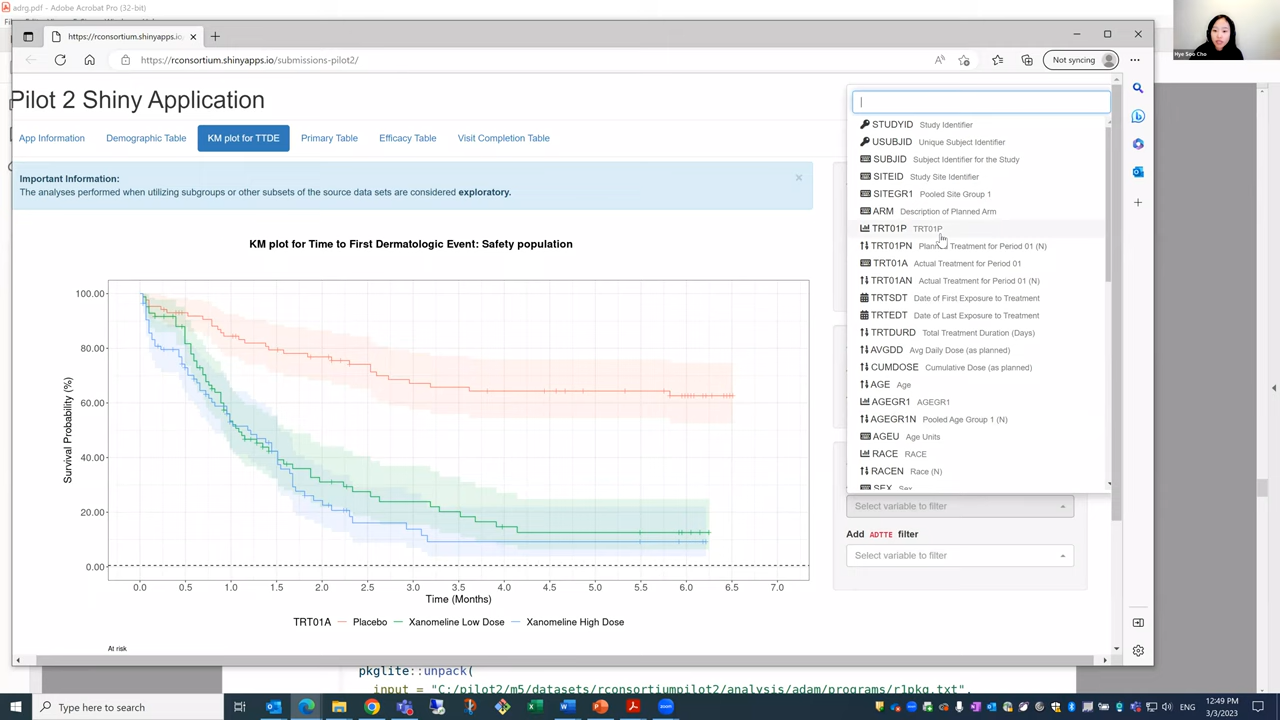 adrg.pdf - Adobe Acrobat Pro (32-bit)
https://rconsortium.shinyapps.io.
https://rconsortium.shinyapps.io/submissions-pilot2/
Not syncing
Hye Soo Cho
Pilot 2 Shiny Application
App Information
Demographic Table
KM plot for TTDE
Primary Table
Efficacy Table
Visit Completion Table
Important Information:
The analyses performed when utilizing subgroups or other subsets of the source data sets are considered exploratory.
KM plot for Time to First Dermatologic Event: Safety population
Survival Probability (%)
100.00
80.00
60.00
40.00
20.00
0.00
0.0 0.5 1.0 1.5 2.0 2.5 3.0 3.5 4.0 4.5 5.0 5.5 6.0 6.5 7.0
Time (Months)
TRT01A Placebo Xanomeline Low Dose Xanomeline High Dose
At risk
STUDYID Study Identifier
USUBJID Unique Subject Identifier
SUBJID Subject Identifier for the Study
SITEID Study Site Identifier
SITEGR1 Pooled Site Group 1
ARM Description of Planned Arm
TRT01P TRT01P
TRT01PN Planned Treatment for Period 01 (N)
TRT01A Actual Treatment for Period 01
TRT01AN Actual Treatment for Period 01 (N)
TRTSDT Date of First Exposure to Treatment
TRTEDT Date of Last Exposure to Treatment
TRTDURD Total Treatment Duration (Days)
AVGDD Avg Daily Dose (as planned)
CUMDOSE Cumulative Dose (as planned)
AGE Age
AGEGR1 AGEGR1
AGEGR1N Pooled Age Group 1 (N)
AGEU Age Units
RACE RACE
RACEN Race (N)
SEX Sex
Select variable to filter
Add ADTTE filter
Select variable to filter
pkglite::unpack(
input = "C:/pilot2/m5/datasets/rconsortiumpilot2/analysis/adam/programs/r1pkg.txt",
Type here to search
ENG
12:49 PM
3/3/2023